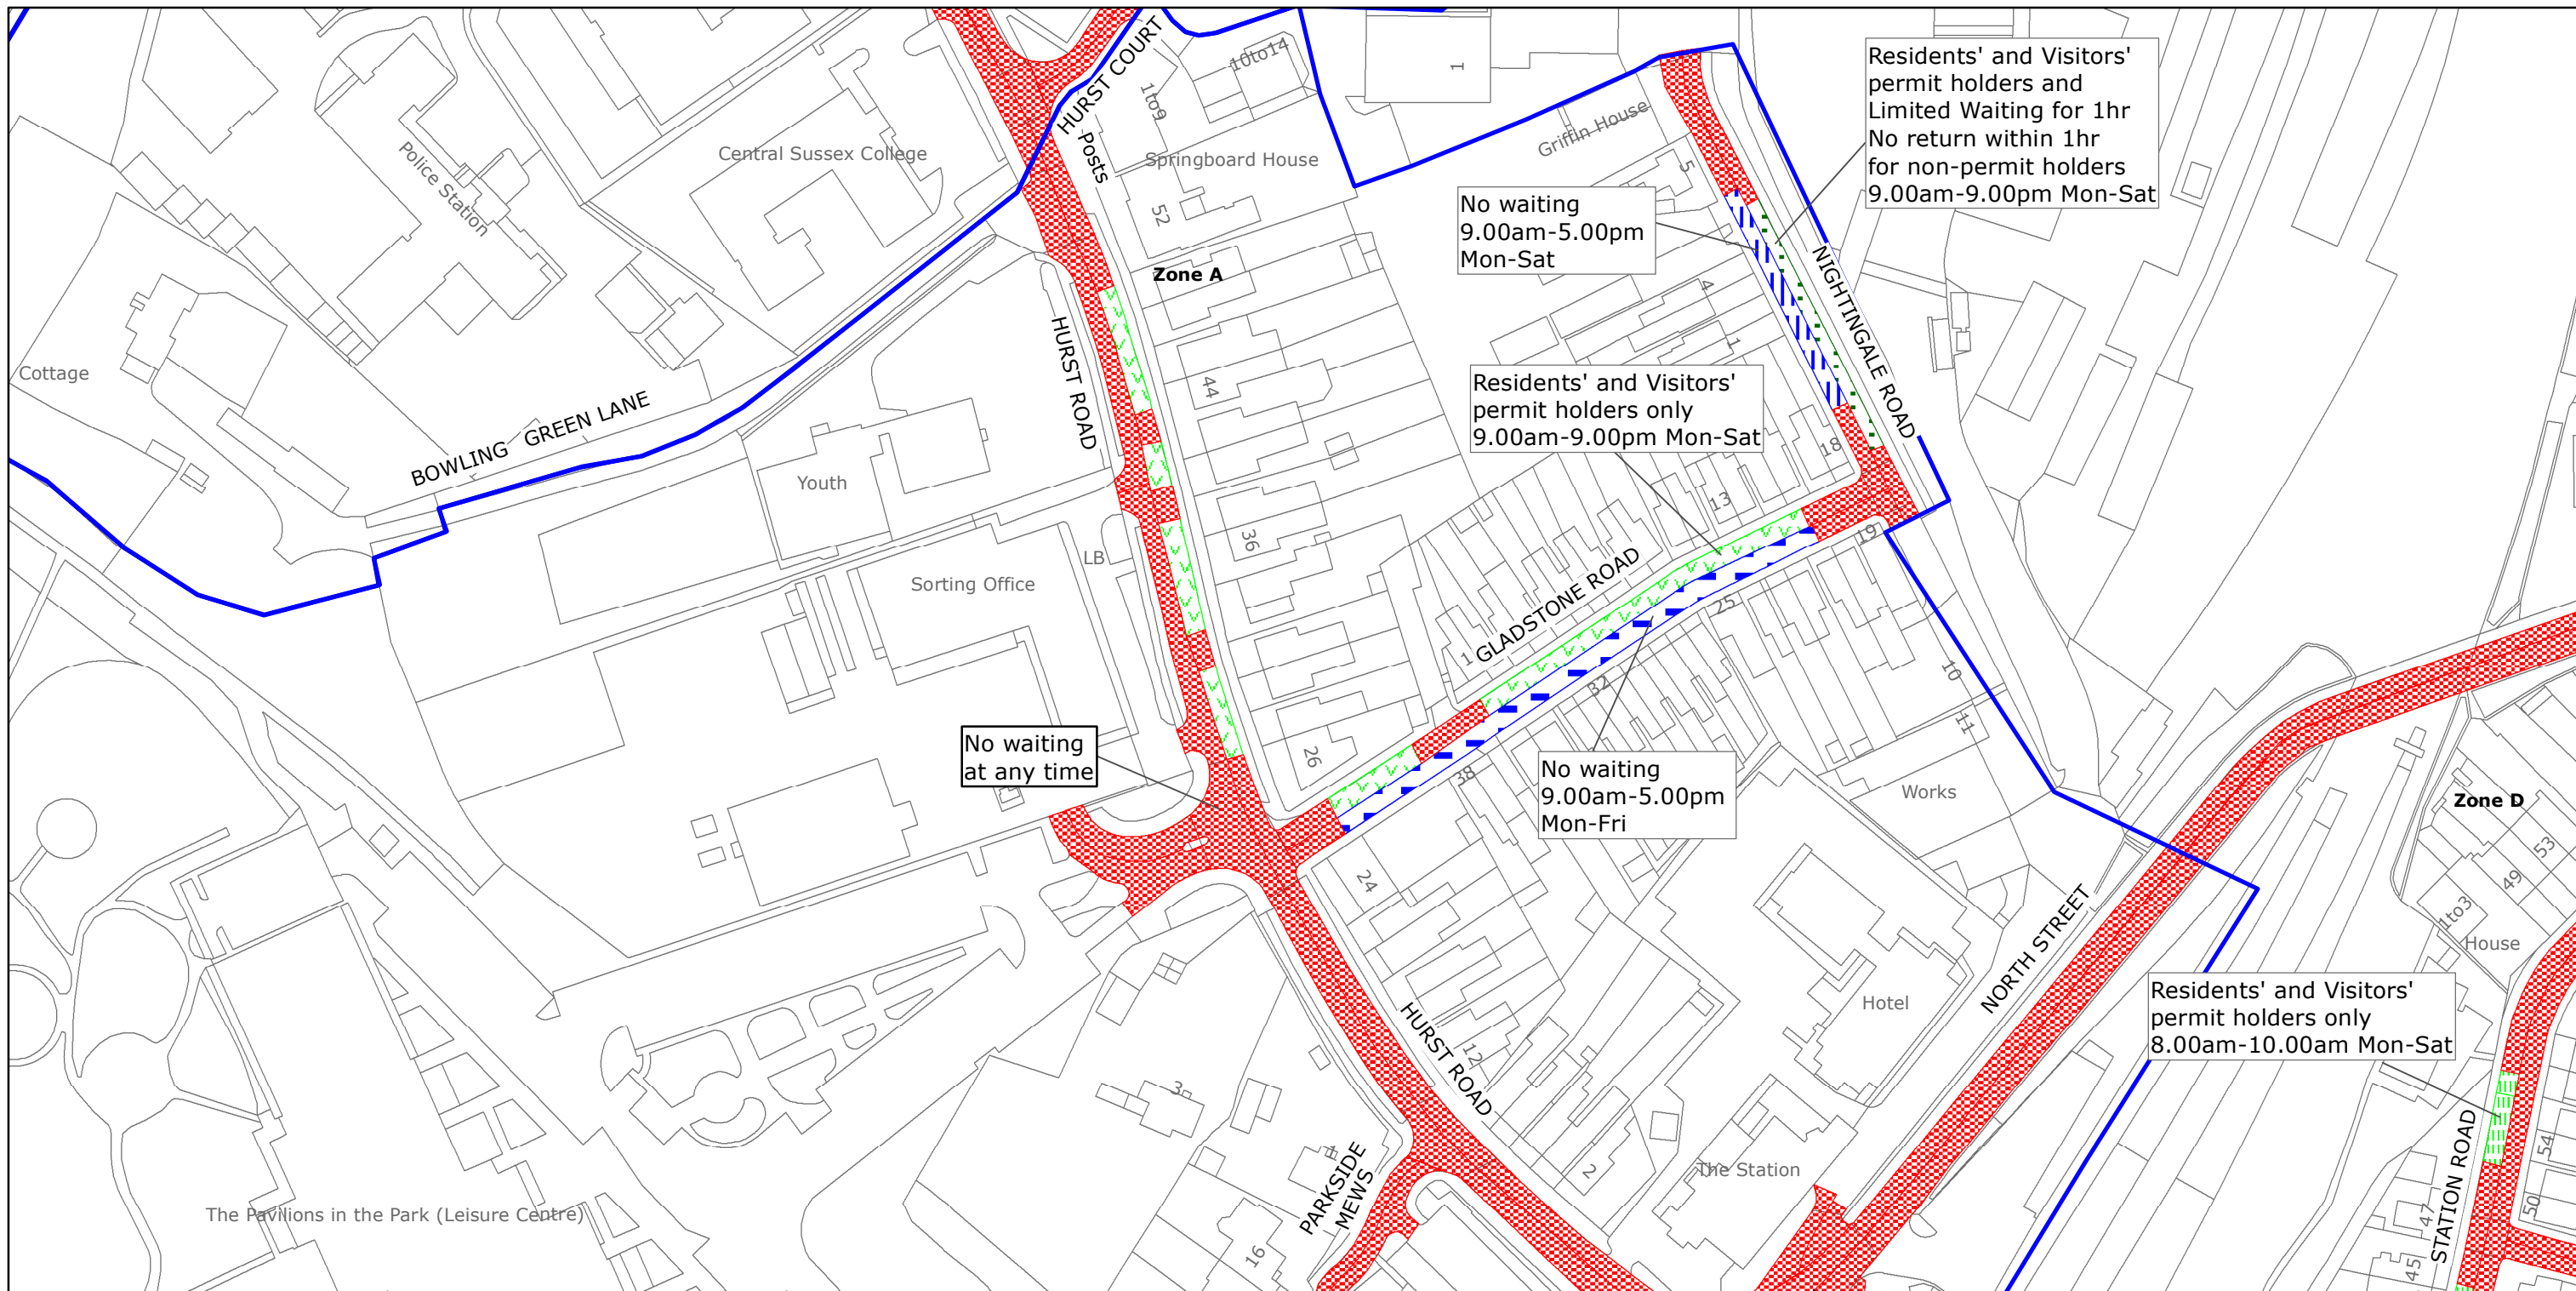 HURST COURT
Posts
1to9
10to14
52
Springboard House
1
Griffin House
5
Residents' and Visitors'
permit holders and
Limited Waiting for 1hr
No return within 1hr
for non-permit holders
9.00am-9.00pm Mon-Sat
Police Station
Central Sussex College
No waiting
9.00am-5.00pm
Mon-Sat
Zone A
NIGHTINGALE ROAD
4
1
Cottage
HURST ROAD
44
Residents' and Visitors'
permit holders only
9.00am-9.00pm Mon-Sat
BOWLING GREEN LANE
18
Youth
13
36
19
LB
Sorting Office
GLADSTONE ROAD
1
25
32
10
11
No waiting
at any time
26
38
No waiting
9.00am-5.00pm
Mon-Fri
Works
Zone D
24
53
49
1to3
House
NORTH STREET
Hotel
HURST ROAD
12
Residents' and Visitors'
permit holders only
8.00am-10.00am Mon-Sat
3
1
2
The Station
PARKSIDE
MEWS
16
The Pavilions in the Park (Leisure Centre)
STATION ROAD
54
50
47
45